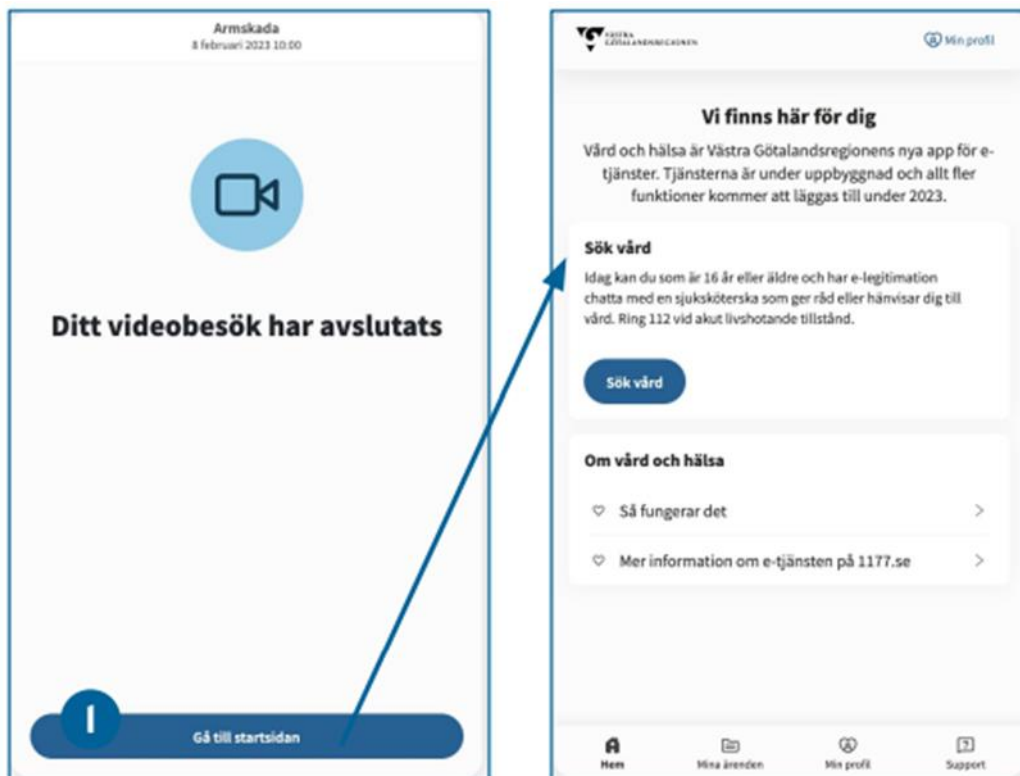 Armskada
8 februari 2023 10:00
Ditt videobesök har avslutats
1
Gå till startsidan
VÄSTRA
GÖTALANDSREGIONEN
Min profil
Vi finns här för dig
Vård och hälsa är Västra Götalandsregionens nya app för e-
tjänster. Tjänsterna är under uppbyggnad och allt fler
funktioner kommer att läggas till under 2023.
Sök vård
Idag kan du som är 16 år eller äldre och har e-legitimation
chatta med en sjuksköterska som ger råd eller hänvisar dig till
vård. Ring 112 vid akut livshotande tillstånd.
Sök vård
Om vård och hälsa
Så fungerar det
Mer information om e-tjänsten på 1177.se
Hem Mina ärenden Min profil Support